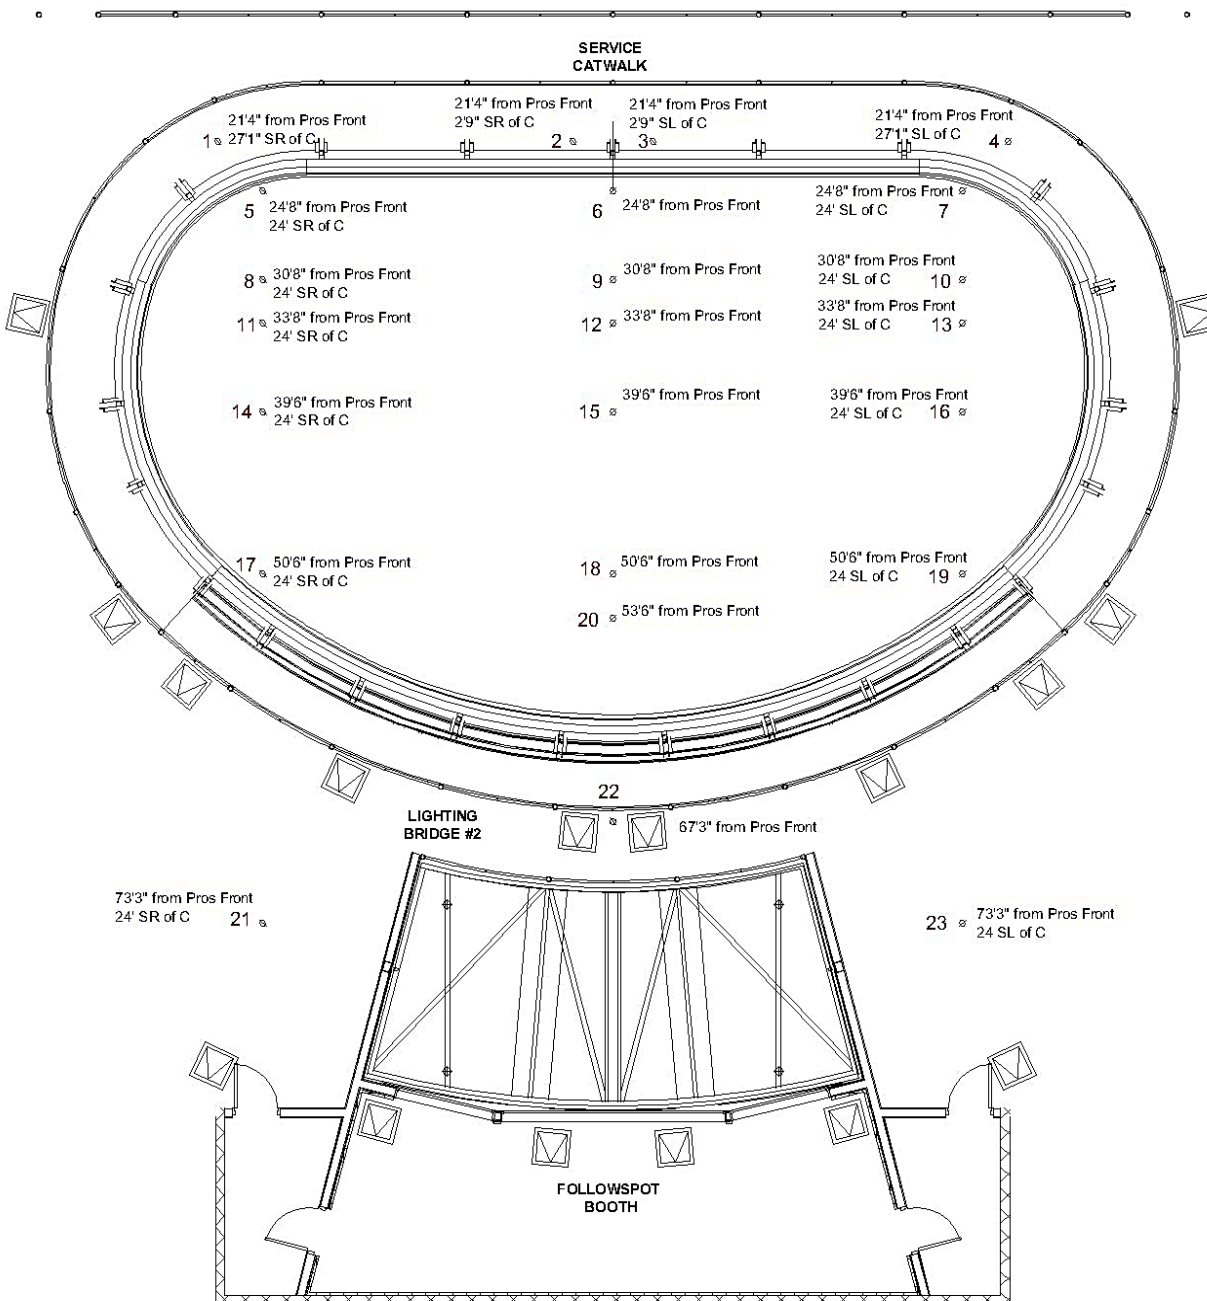 SERVICE
CATWALK
21'4" from Pros Front
1 27'1" SR of C
21'4" from Pros Front
2'9" SR of C
2
21'4" from Pros Front
2'9" SL of C
3
21'4" from Pros Front
27'1" SL of C
4
5 24'8" from Pros Front
24' SR of C
6 24'8" from Pros Front
24'8" from Pros Front
24' SL of C 7
8 30'8" from Pros Front
24' SR of C
9 30'8" from Pros Front
30'8" from Pros Front
24' SL of C 10
11 33'8" from Pros Front
24' SR of C
12 33'8" from Pros Front
33'8" from Pros Front
24' SL of C 13
14 39'6" from Pros Front
24' SR of C
15 39'6" from Pros Front
39'6" from Pros Front
24' SL of C 16
17 50'6" from Pros Front
24' SR of C
18 50'6" from Pros Front
50'6" from Pros Front
24 SL of C 19
20 53'6" from Pros Front
22
67'3" from Pros Front
LIGHTING
BRIDGE #2
73'3" from Pros Front
24' SR of C 21
23 73'3" from Pros Front
24 SL of C
FOLLOWSPOT
BOOTH